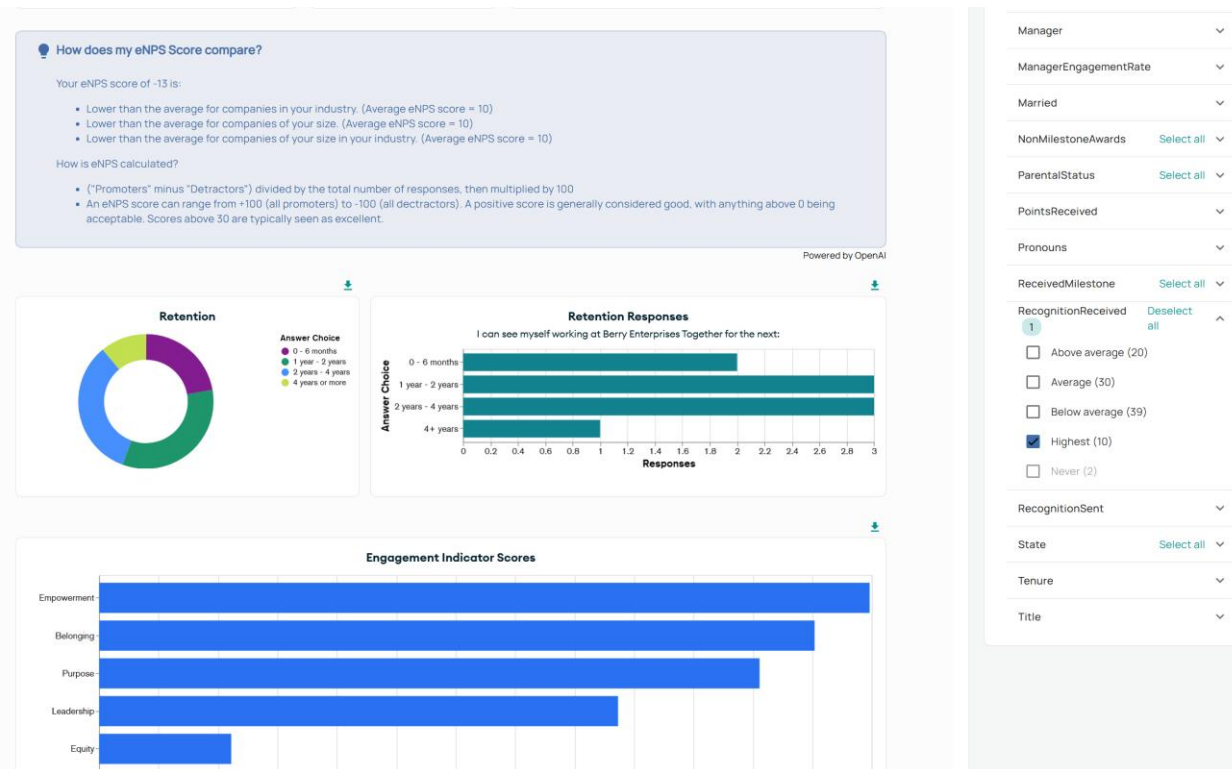 How does my eNPS Score compare?
Your eNPS score of -13 is:
• Lower than the average for companies in your industry. (Average eNPS score = 10)
• Lower than the average for companies of your size. (Average eNPS score = 10)
• Lower than the average for companies of your size in your industry. (Average eNPS score = 10)
How is eNPS calculated?
• ("Promoters" minus "Detractors") divided by the total number of responses, then multiplied by 100
• An eNPS score can range from +100 (all promoters) to -100 (all dectractors). A positive score is generally considered good, with anything above 0 being
acceptable. Scores above 30 are typically seen as excellent.
Powered by OpenAI
Retention
Answer Choice
0 - 6 months
1 year - 2 years
2 years - 4 years
4 years or more
Retention Responses
I can see myself working at Berry Enterprises Together for the next:
Answer Choice
0 - 6 months
1 year - 2 years
2 years - 4 years
4+ years
0 0.2 0.4 0.6 0.8 1 1.2 1.4 1.6 1.8 2 2.2 2.4 2.6 2.8 3
Responses
Engagement Indicator Scores
Empowerment
Belonging
Purpose
Leadership
Equity
Manager
ManagerEngagementRate
Married
NonMilestoneAwards Select all
ParentalStatus Select all
PointsReceived
Pronouns
ReceivedMilestone Select all
RecognitionReceived Deselect
1 all
Above average (20)
Average (30)
Below average (39)
Highest (10)
Never (2)
RecognitionSent
State Select all
Tenure
Title